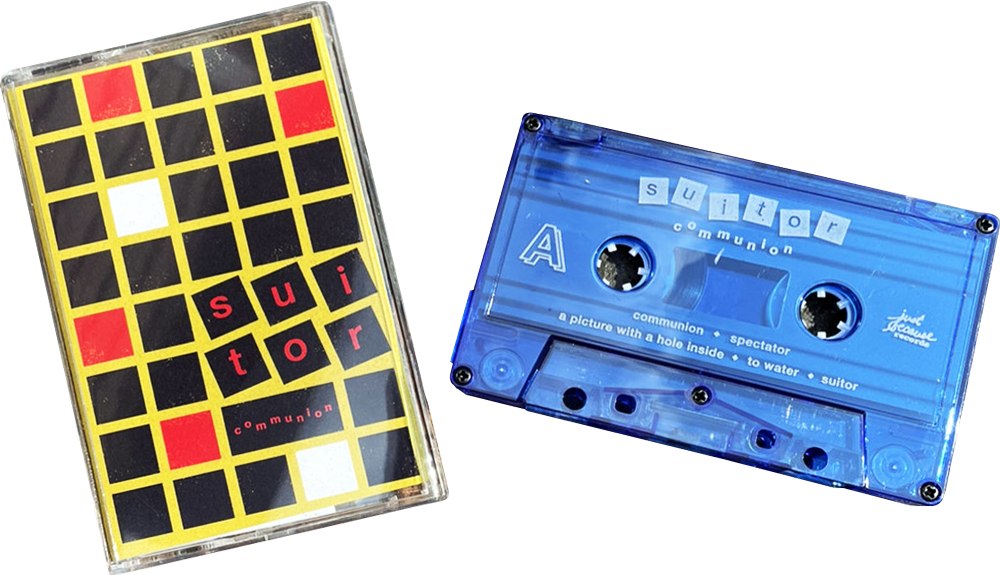 sui
tor
communion
suitor
communion
A
communion ✦ spectator
a picture with a hole inside ✦ to water ✦ suitor
just
because
records